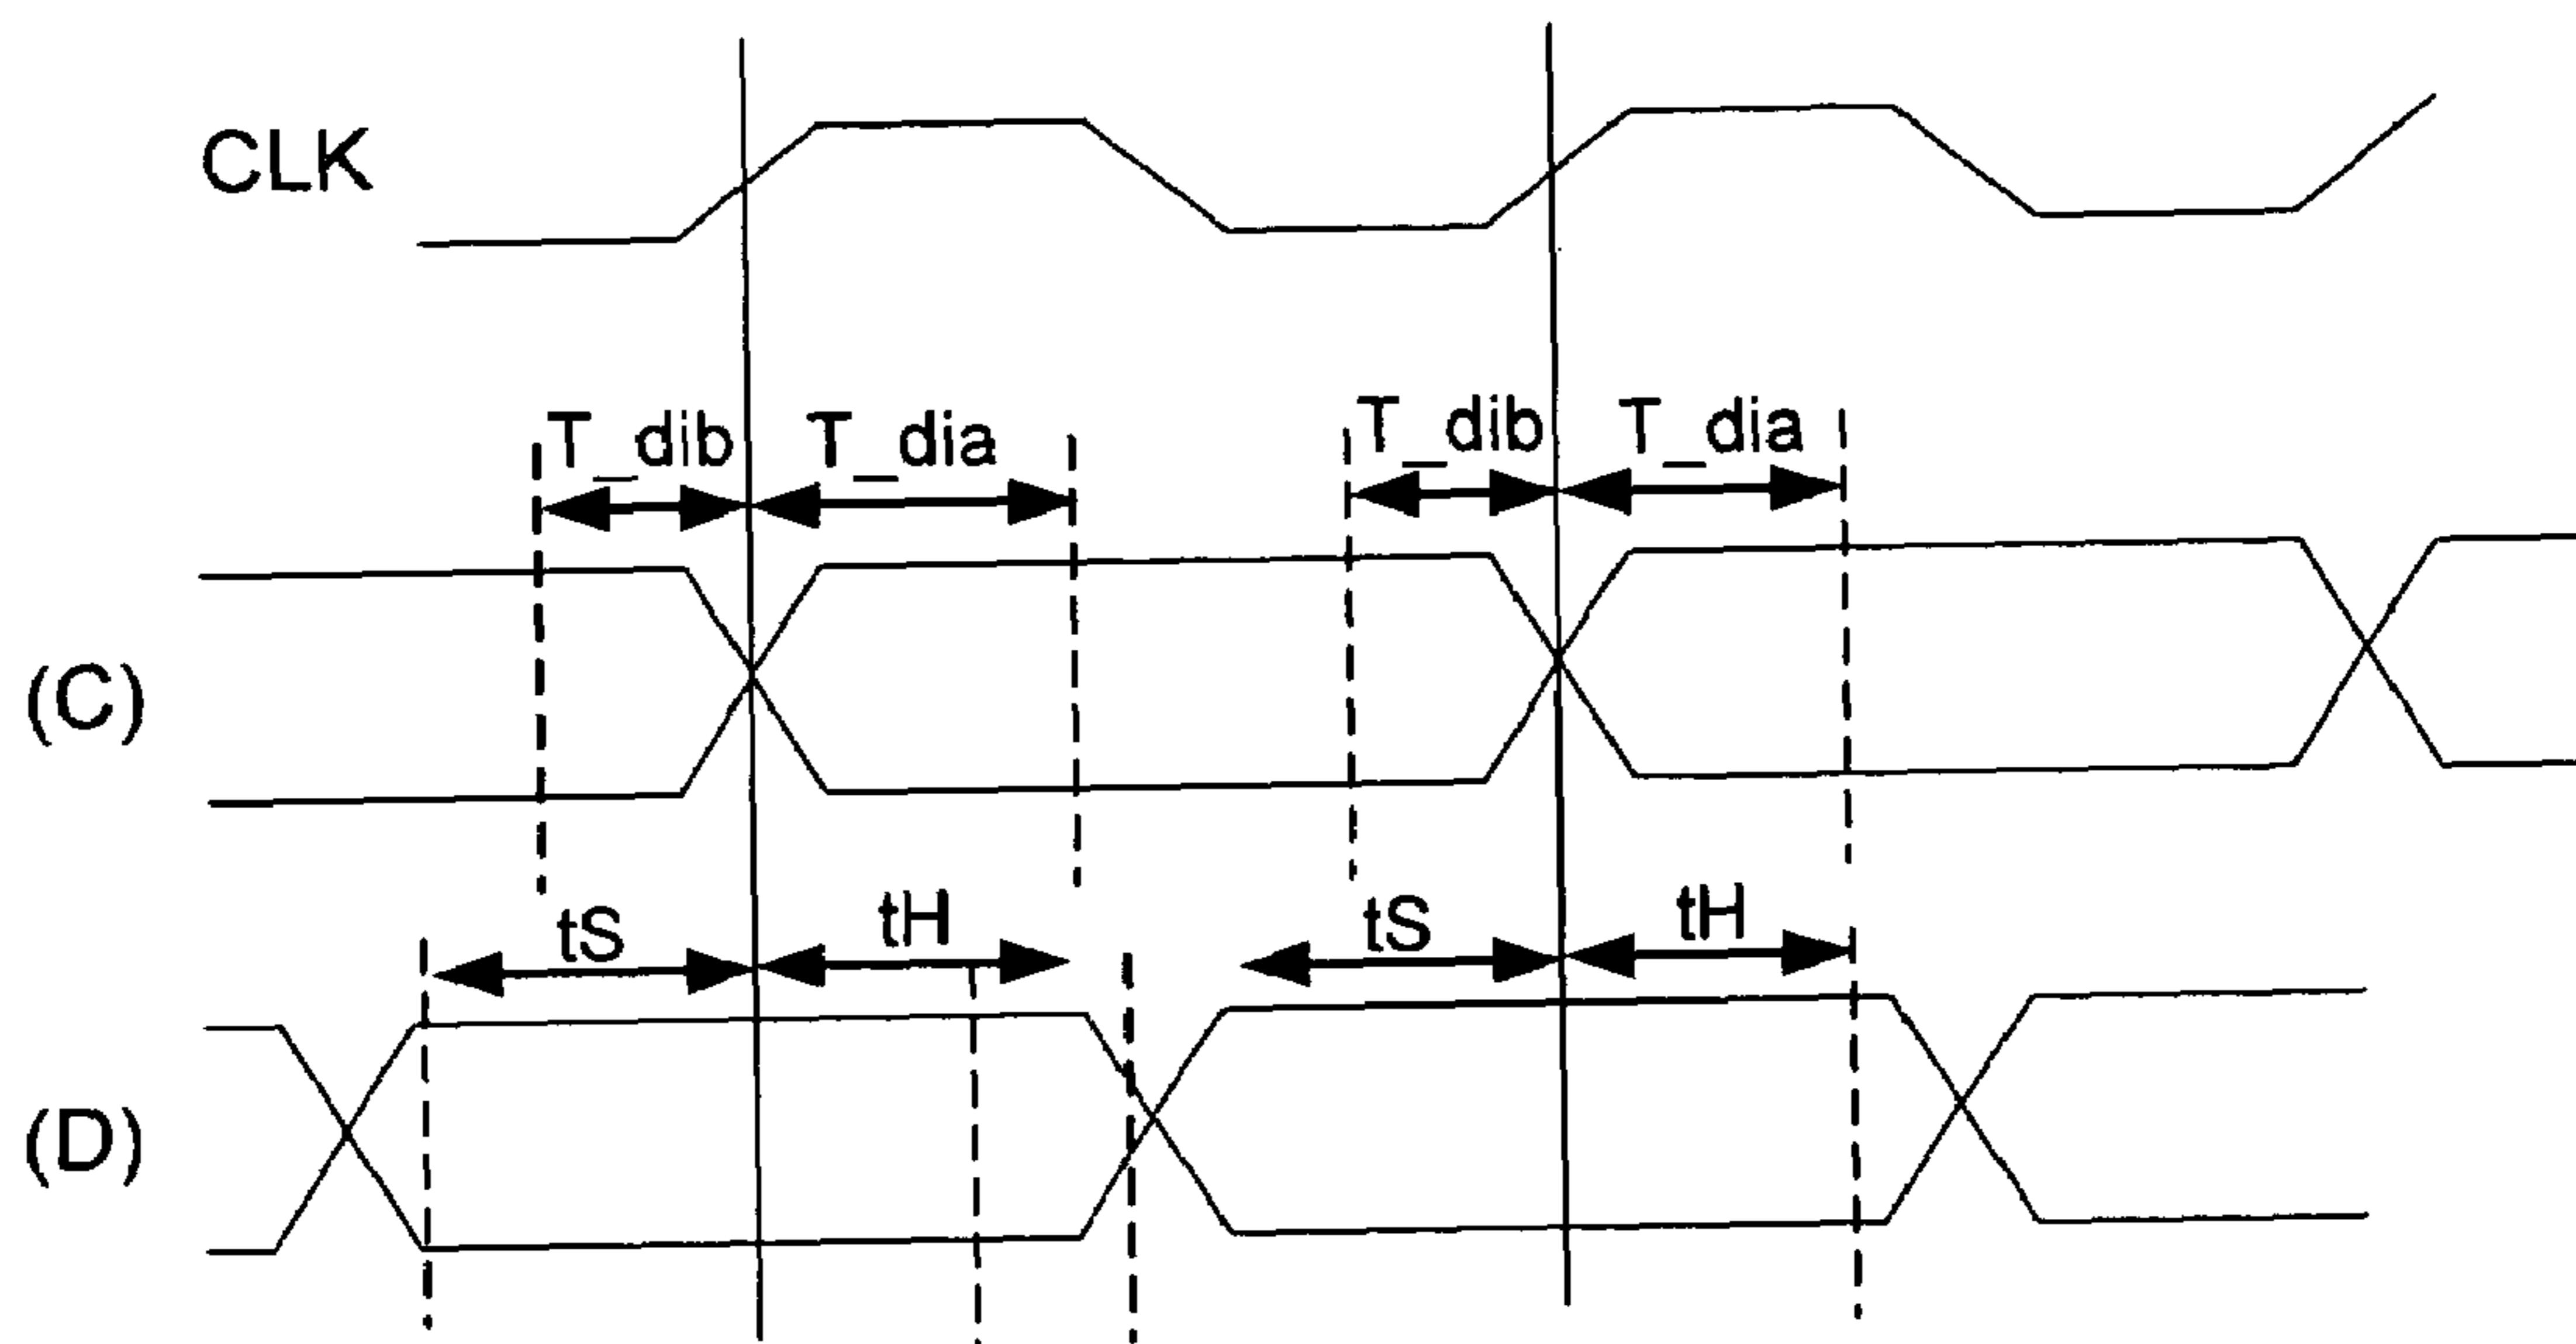 CLK
T_dib T_dia T_dib T_dia
(C)
tS tH tS tH
(D)